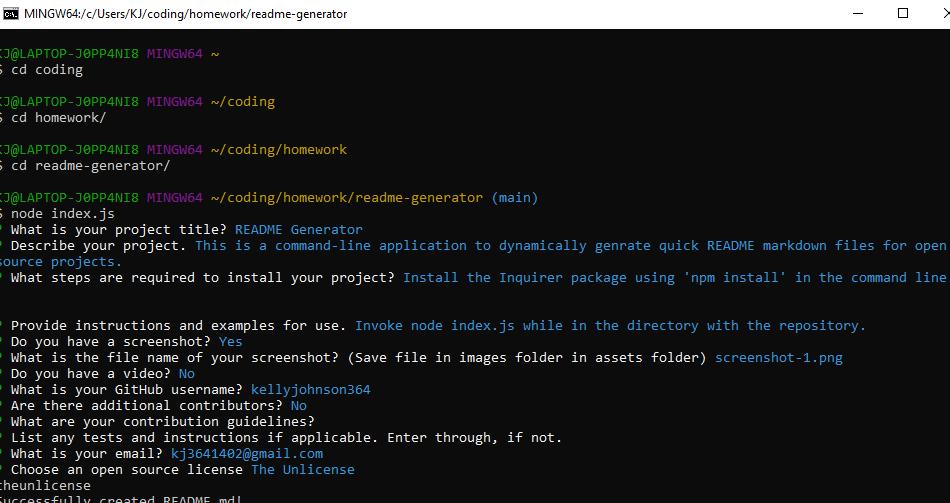 MINGW64:/c/Users/KJ/coding/homework/readme-generator
KJ@LAPTOP-J0PP4NI8 MINGW64 ~
$ cd coding
KJ@LAPTOP-J0PP4NI8 MINGW64 ~/coding
$ cd homework/
KJ@LAPTOP-J0PP4NI8 MINGW64 ~/coding/homework
$ cd readme-generator/
KJ@LAPTOP-J0PP4NI8 MINGW64 ~/coding/homework/readme-generator (main)
$ node index.js
? What is your project title? README Generator
? Describe your project. This is a command-line application to dynamically genrate quick README markdown files for open
source projects.
? What steps are required to install your project? Install the Inquirer package using 'npm install' in the command line
? Provide instructions and examples for use. Invoke node index.js while in the directory with the repository.
? Do you have a screenshot? Yes
? What is the file name of your screenshot? (Save file in images folder in assets folder) screenshot-1.png
? Do you have a video? No
? What is your GitHub username? kellyjohnson364
? Are there additional contributors? No
? What are your contribution guidelines?
? List any tests and instructions if applicable. Enter through, if not.
? What is your email? kj3641402@gmail.com
? Choose an open source license The Unlicense
theunlicense
Successfully created README.md!